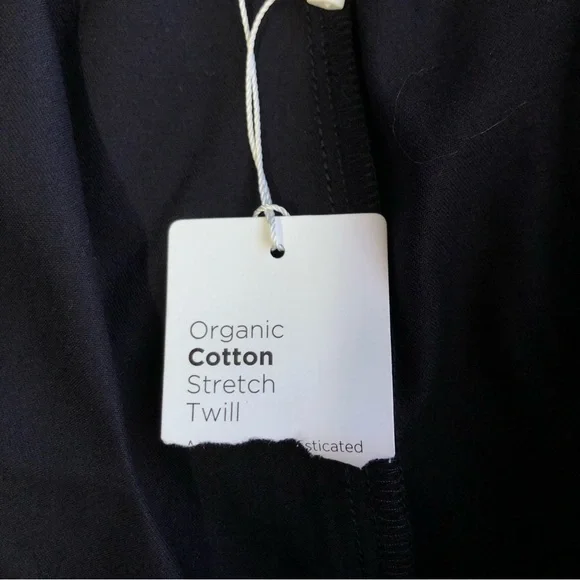 Organic
Cotton
Stretch
Twill